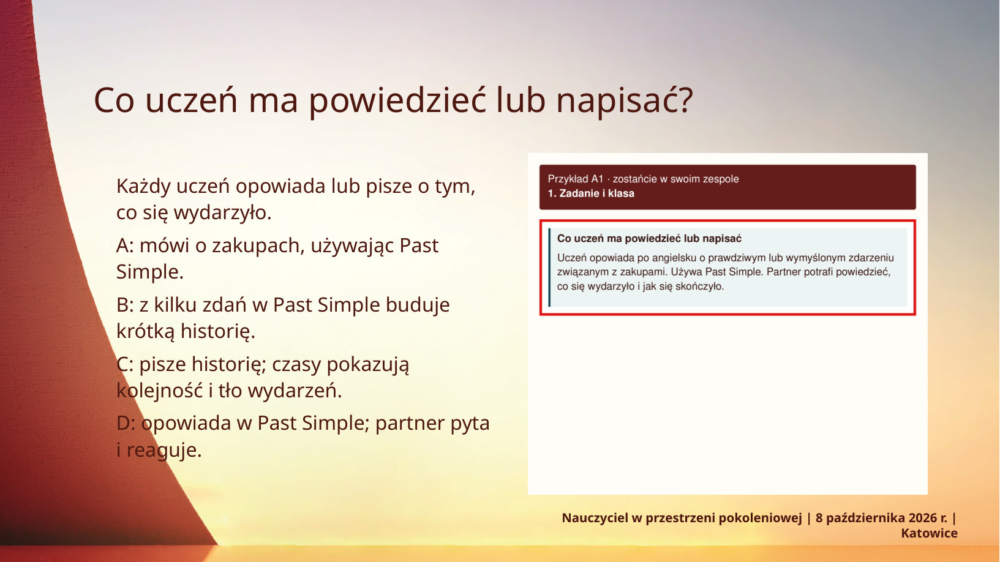 Co uczeń ma powiedzieć lub napisać?
Każdy uczeń opowiada lub pisze o tym,
co się wydarzyło.
A: mówi o zakupach, używając Past
Simple.
B: z kilku zdań w Past Simple buduje
krótką historię.
C: pisze historię; czasy pokazują
kolejność i tło wydarzeń.
D: opowiada w Past Simple; partner pyta
i reaguje.
Przykład A1 · zostańcie w swoim zespole
1. Zadanie i klasa
Co uczeń ma powiedzieć lub napisać
Uczeń opowiada po angielsku o prawdziwym lub wymyślonym zdarzeniu
związanym z zakupami. Używa Past Simple. Partner potrafi powiedzieć,
co się wydarzyło i jak się skończyło.
Nauczyciel w przestrzeni pokoleniowej | 8 października 2026 r. |
Katowice